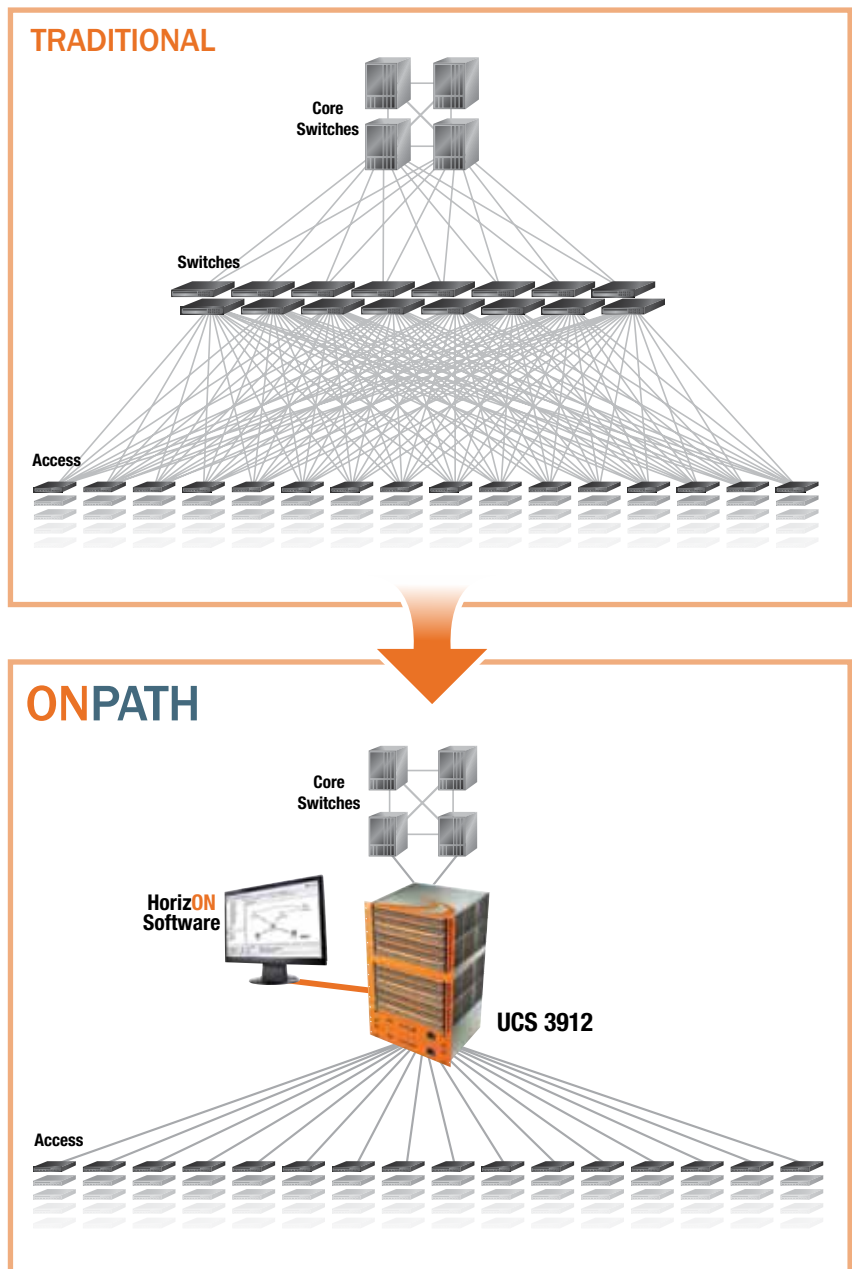 TRADITIONAL
Core
Switches
Switches
Access
ONPATH
Core
Switches
HorizON
Software
UCS 3912
Access